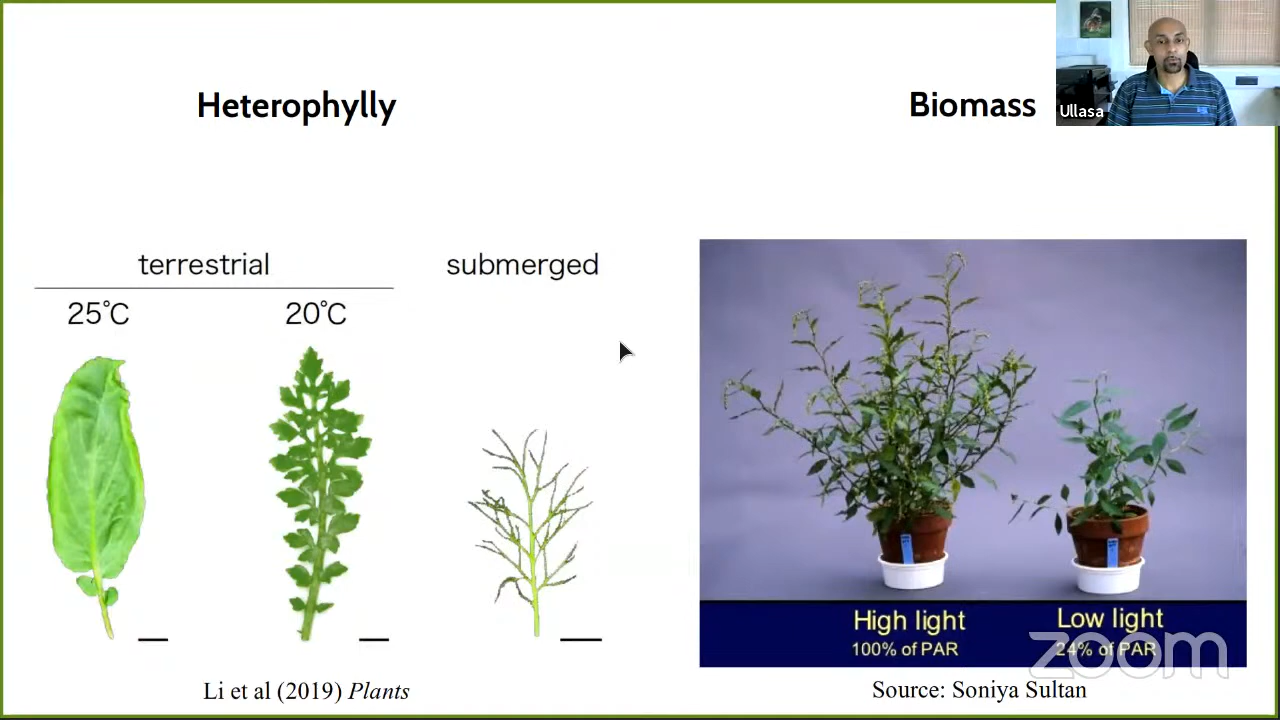 Heterophylly
Biomass
Ullasa
terrestrial
submerged
25°C
20°C
High light
100% of PAR
Low light
24% of PAR
zoom
Li et al (2019) Plants
Source: Soniya Sultan